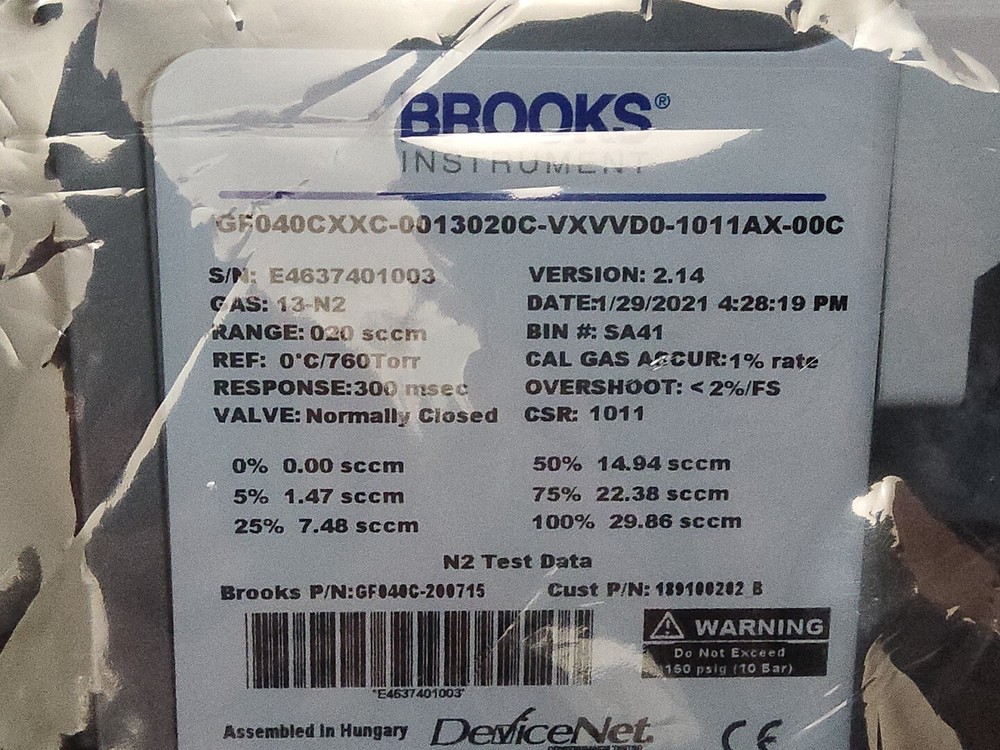 BROOKS®
INSTRUMENT
GF040CXXC-0013020C-VXVVD0-1011AX-00C
S/N: E4637401003 VERSION: 2.14
GAS: 13-N2 DATE:1/29/2021 4:28:19 PM
RANGE: 020 sccm BIN #: SA41
REF: 0°C/760Torr CAL GAS ACCUR:1% rate
RESPONSE:300 msec OVERSHOOT: < 2%/FS
VALVE: Normally Closed CSR: 1011
0% 0.00 sccm 50% 14.94 sccm
5% 1.47 sccm 75% 22.38 sccm
25% 7.48 sccm 100% 29.86 sccm
N2 Test Data
Brooks P/N:GF040C-200715 Cust P/N: 189100202 B
WARNING
Do Not Exceed
150 psig (10 Bar)
*E4637401003*
Assembled in Hungary DeviceNet. CE